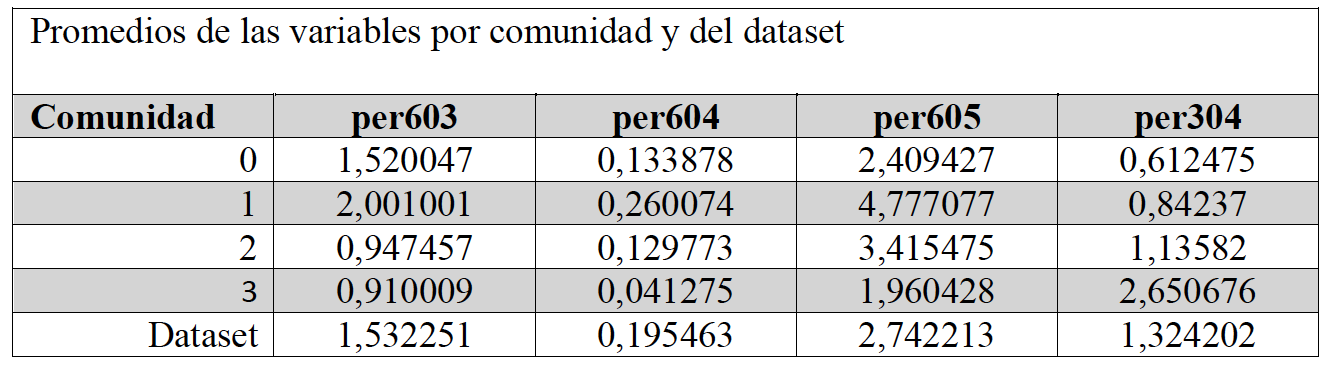 Promedios de las variables por comunidad y del dataset
Comunidad per603 per604 per605 per304
0 1,520047 0,133878 2,409427 0,612475
1 2,001001 0,260074 4,777077 0,84237
2 0,947457 0,129773 3,415475 1,13582
3 0,910009 0,041275 1,960428 2,650676
Dataset 1,532251 0,195463 2,742213 1,324202